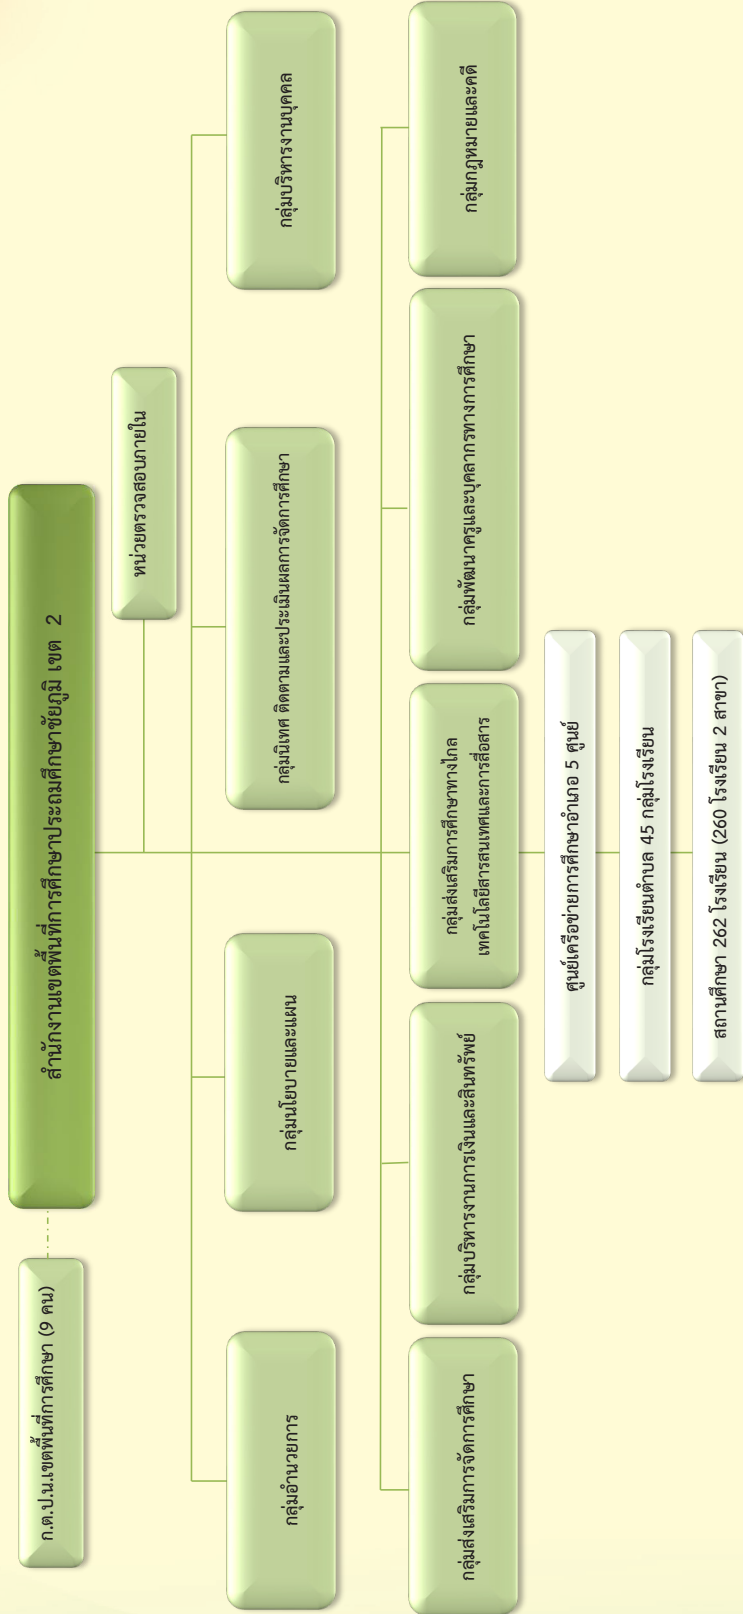 สำนักงานเขตพื้นที่การศึกษาประถมศึกษาชัยภูมิ เขต 2
ก.ต.ป.น.เขตพื้นที่การศึกษา (9 คน)
หน่วยตรวจสอบภายใน
กลุ่มอำนวยการ
กลุ่มนโยบายและแผน
กลุ่มนิเทศ ติดตามและประเมินผลการจัดการศึกษา
กลุ่มบริหารงานบุคคล
กลุ่มส่งเสริมการจัดการศึกษา
กลุ่มบริหารงานการเงินและสินทรัพย์
กลุ่มส่งเสริมการศึกษาทางไกล
เทคโนโลยีสารสนเทศและการสื่อสาร
กลุ่มพัฒนาครูและบุคลากรทางการศึกษา
กลุ่มกฎหมายและคดี
ศูนย์เครือข่ายการศึกษาอำเภอ 5 ศูนย์
กลุ่มโรงเรียนตำบล 45 กลุ่มโรงเรียน
สถานศึกษา 262 โรงเรียน (260 โรงเรียน 2 สาขา)